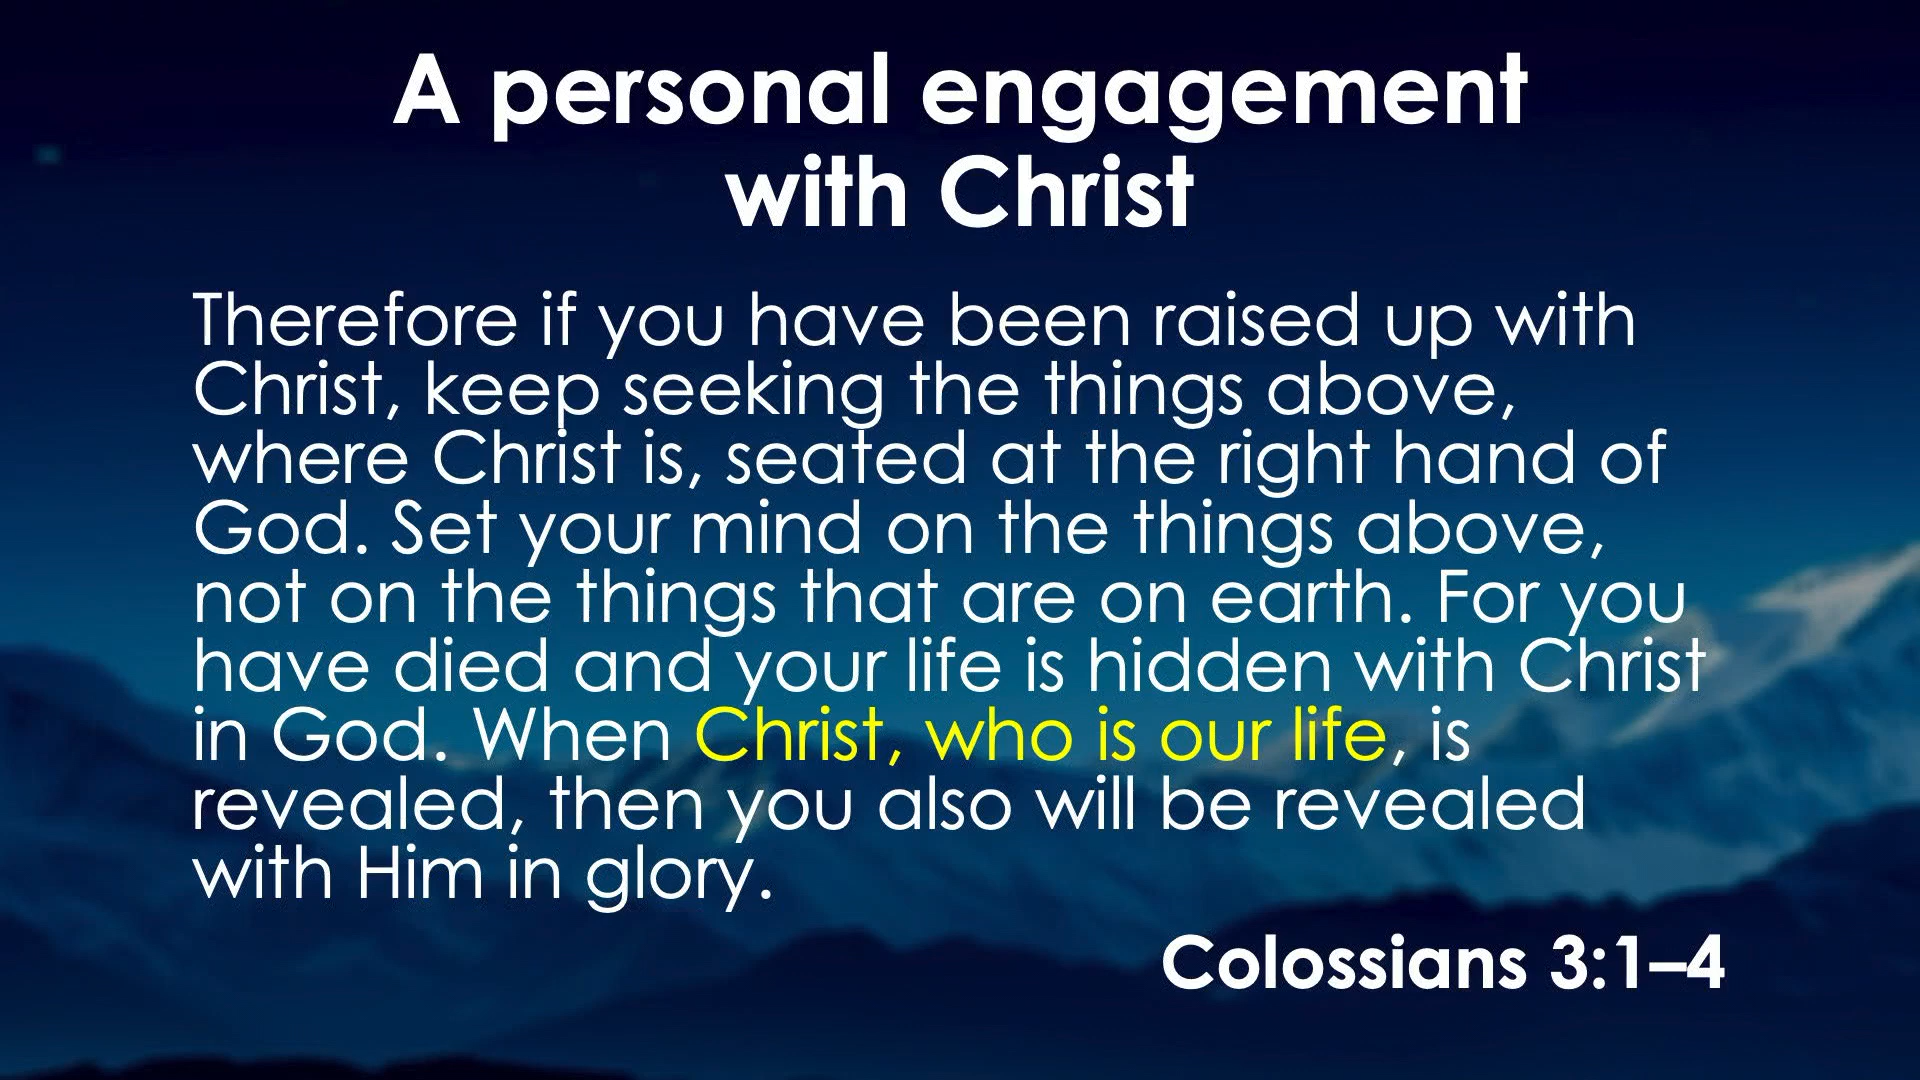 A personal engagement
with Christ
Therefore if you have been raised up with
Christ, keep seeking the things above,
where Christ is, seated at the right hand of
God. Set your mind on the things above,
not on the things that are on earth. For you
have died and your life is hidden with Christ
in God. When Christ, who is our life, is
revealed, then you also will be revealed
with Him in glory.
Colossians 3:1–4